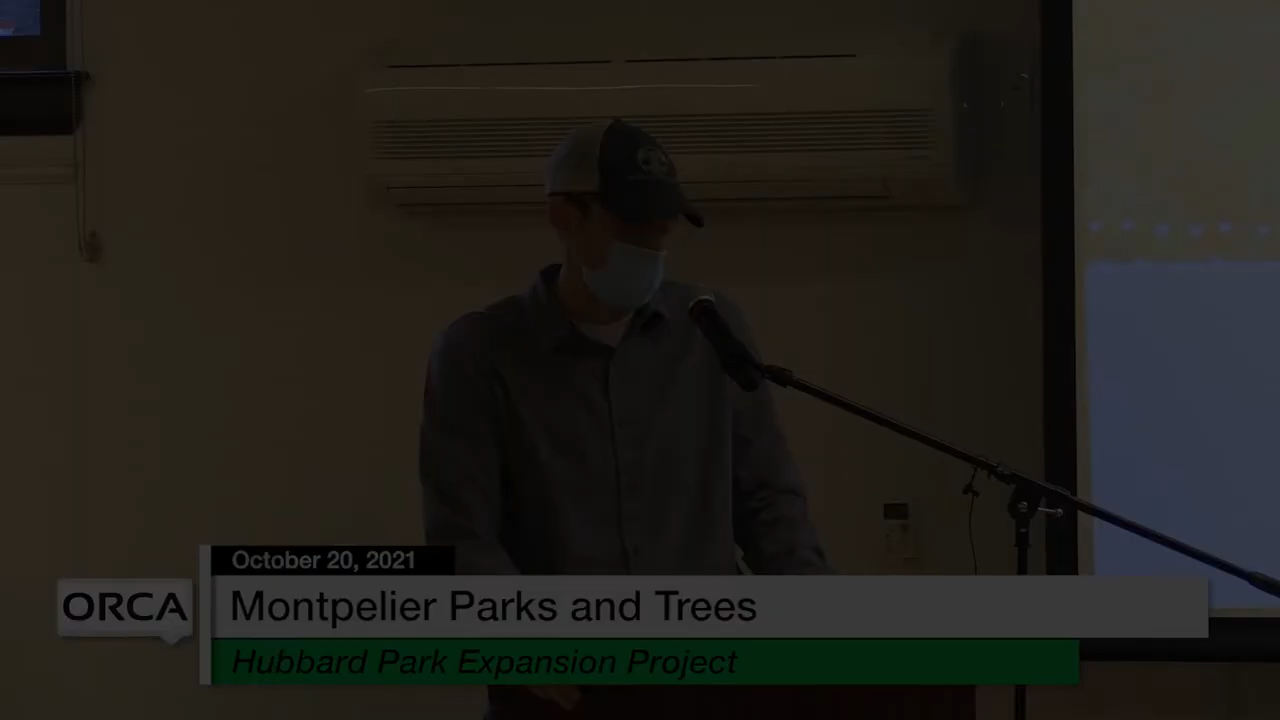 October 20, 2021
ORCA
Montpelier Parks and Trees
Hubbard Park Expansion Project